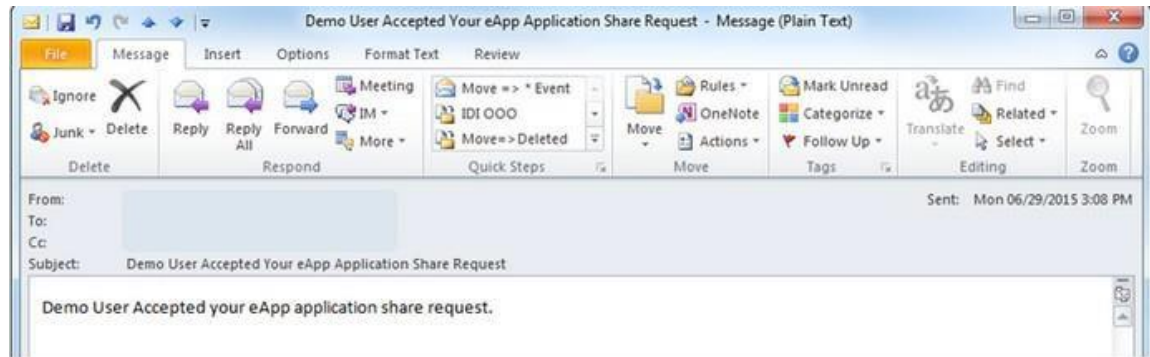 Demo User Accepted Your eApp Application Share Request - Message (Plain Text)
File Message Insert Options Format Text Review
Ignore
Junk
Delete
Reply
Reply All
Forward
Meeting
IM
More
Move => * Event
IDI OOO
Move=>Deleted
Move
Rules
OneNote
Actions
Mark Unread
Categorize
Follow Up
Translate
Find
Related
Select
Zoom
Delete Respond Quick Steps Move Tags Editing Zoom
From:
Sent: Mon 06/29/2015 3:08 PM
To:
Cc:
Subject: Demo User Accepted Your eApp Application Share Request
Demo User Accepted your eApp application share request.